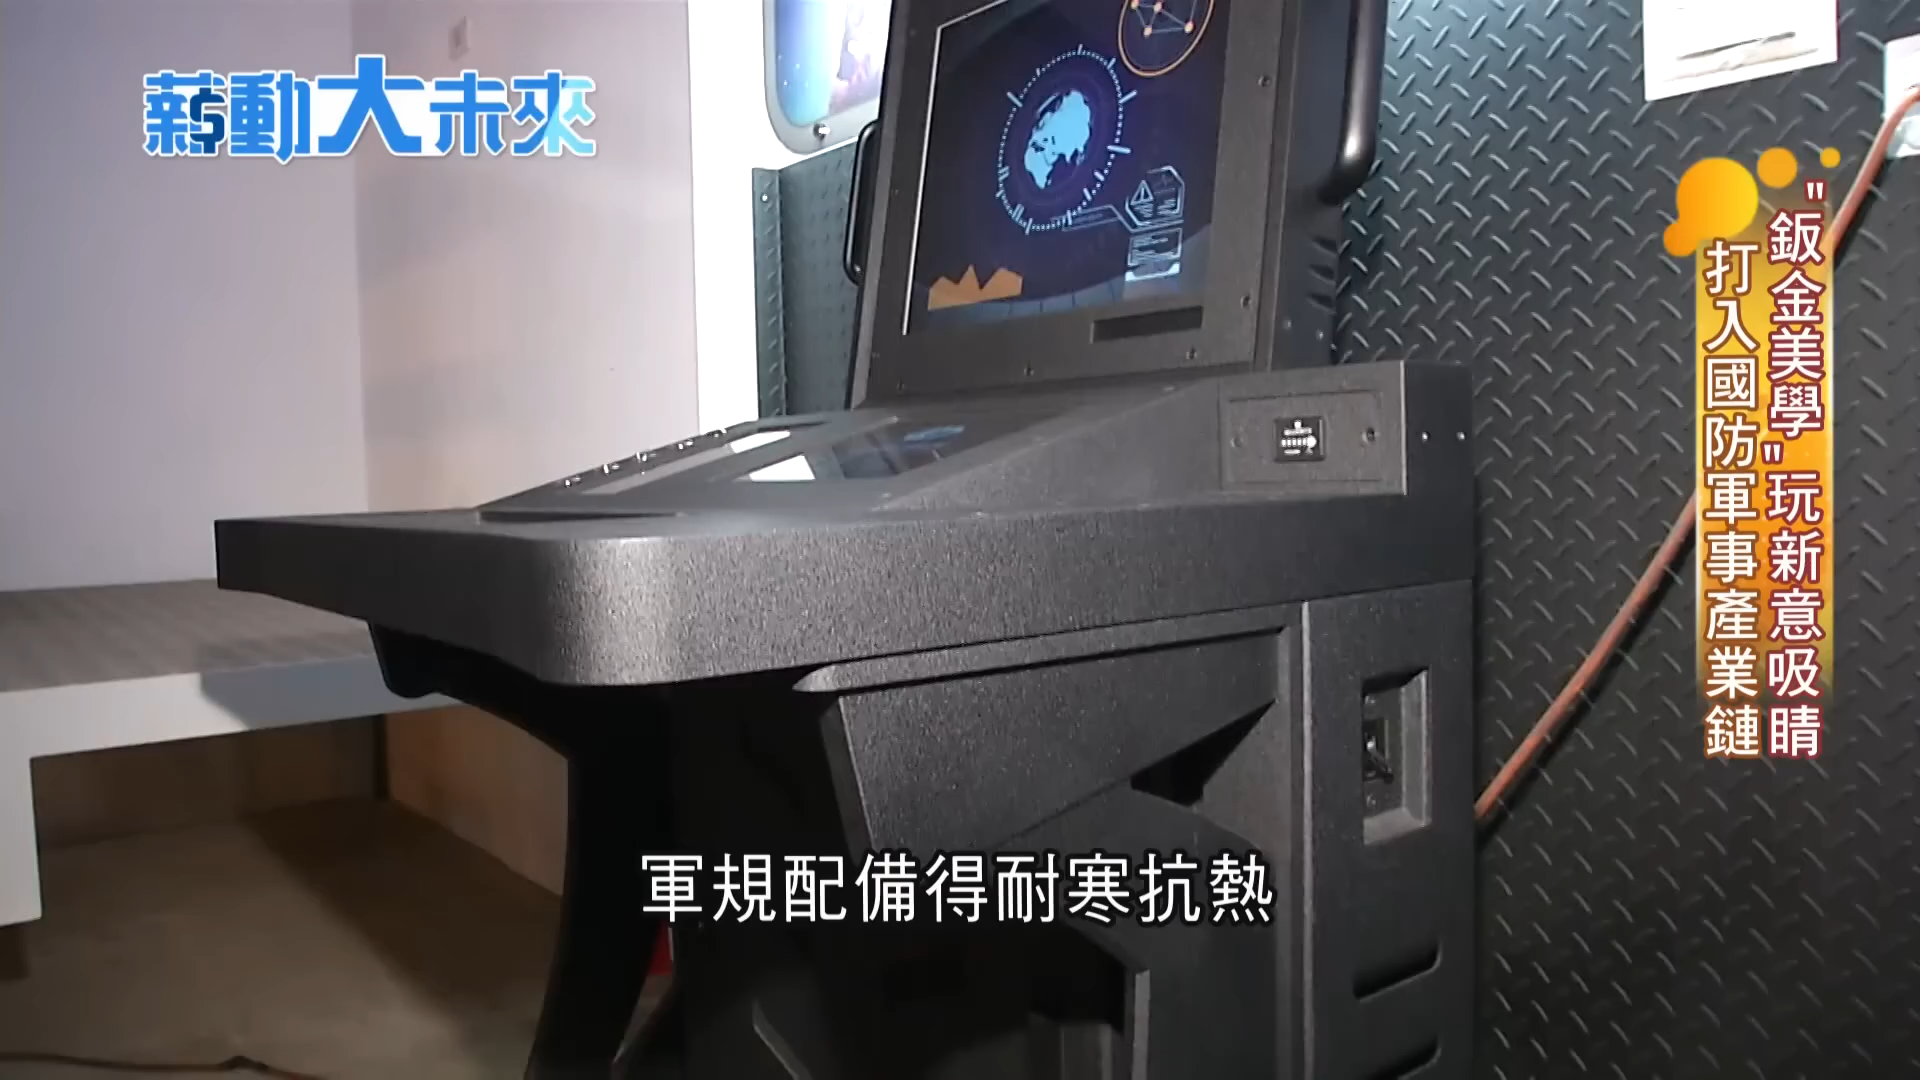 薪動大未來
"鈑金美學"玩新意吸睛
打入國防軍事產業鏈
軍規配備得耐寒抗熱